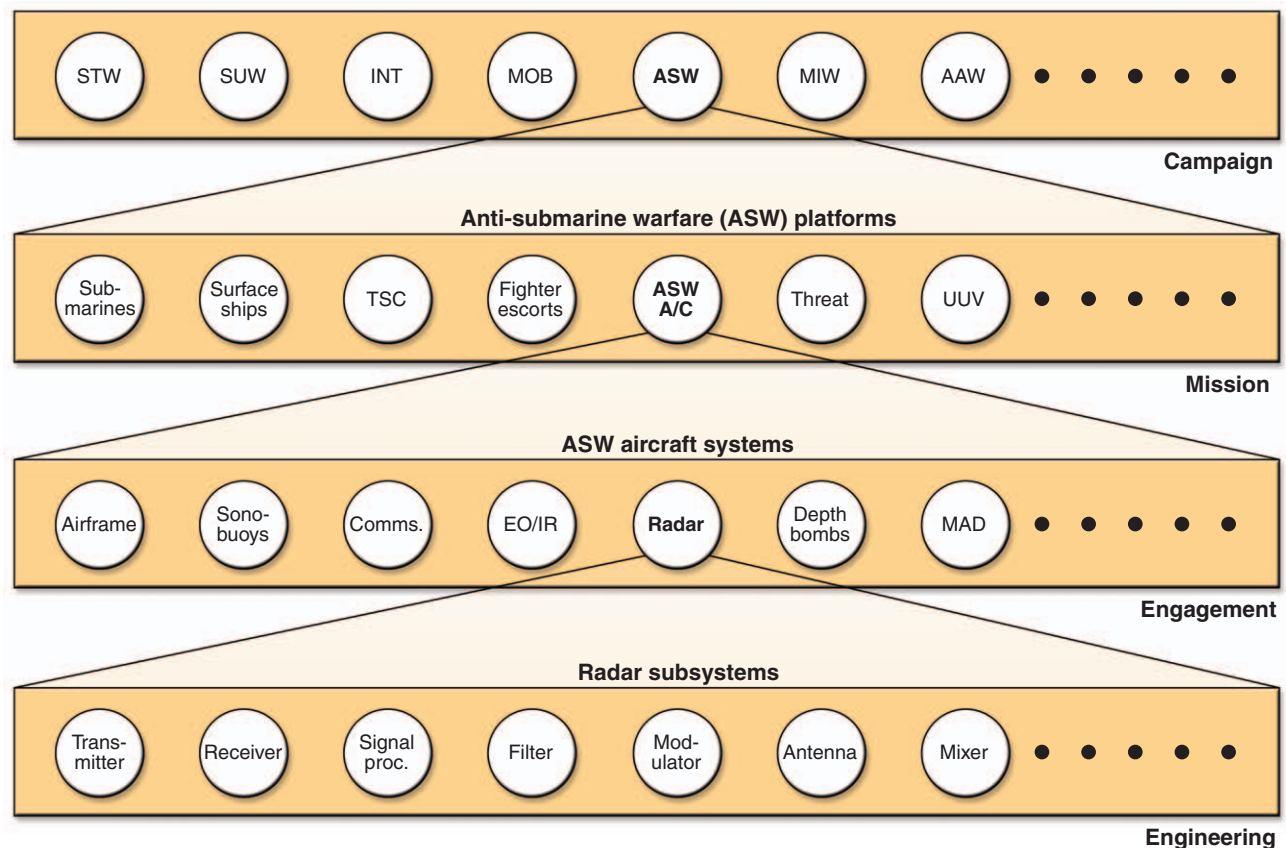 STW
SUW
INT
MOB
ASW
MIW
AAW
Campaign
Anti-submarine warfare (ASW) platforms
Sub-
marines
Surface
ships
TSC
Fighter
escorts
ASW
A/C
Threat
UUV
Mission
ASW aircraft systems
Airframe
Sono-
buoys
Comms.
EO/IR
Radar
Depth
bombs
MAD
Engagement
Radar subsystems
Trans-
mitter
Receiver
Signal
proc.
Filter
Mod-
ulator
Antenna
Mixer
Engineering